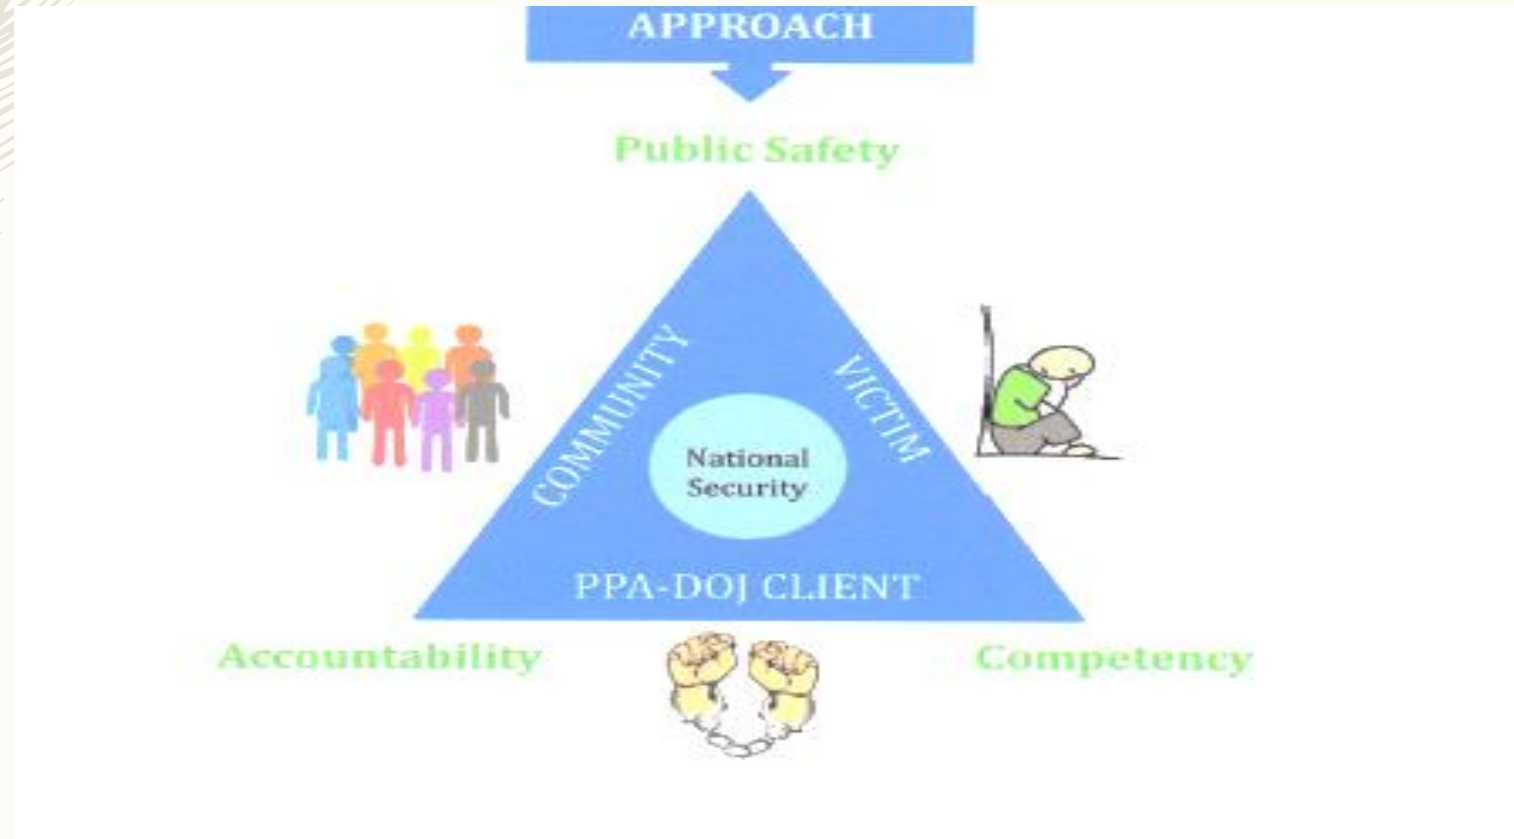 APPROACH
Public Safety
COMMUNITY
VICTIM
National
Security
PPA-DOJ CLIENT
Accountability
Competency